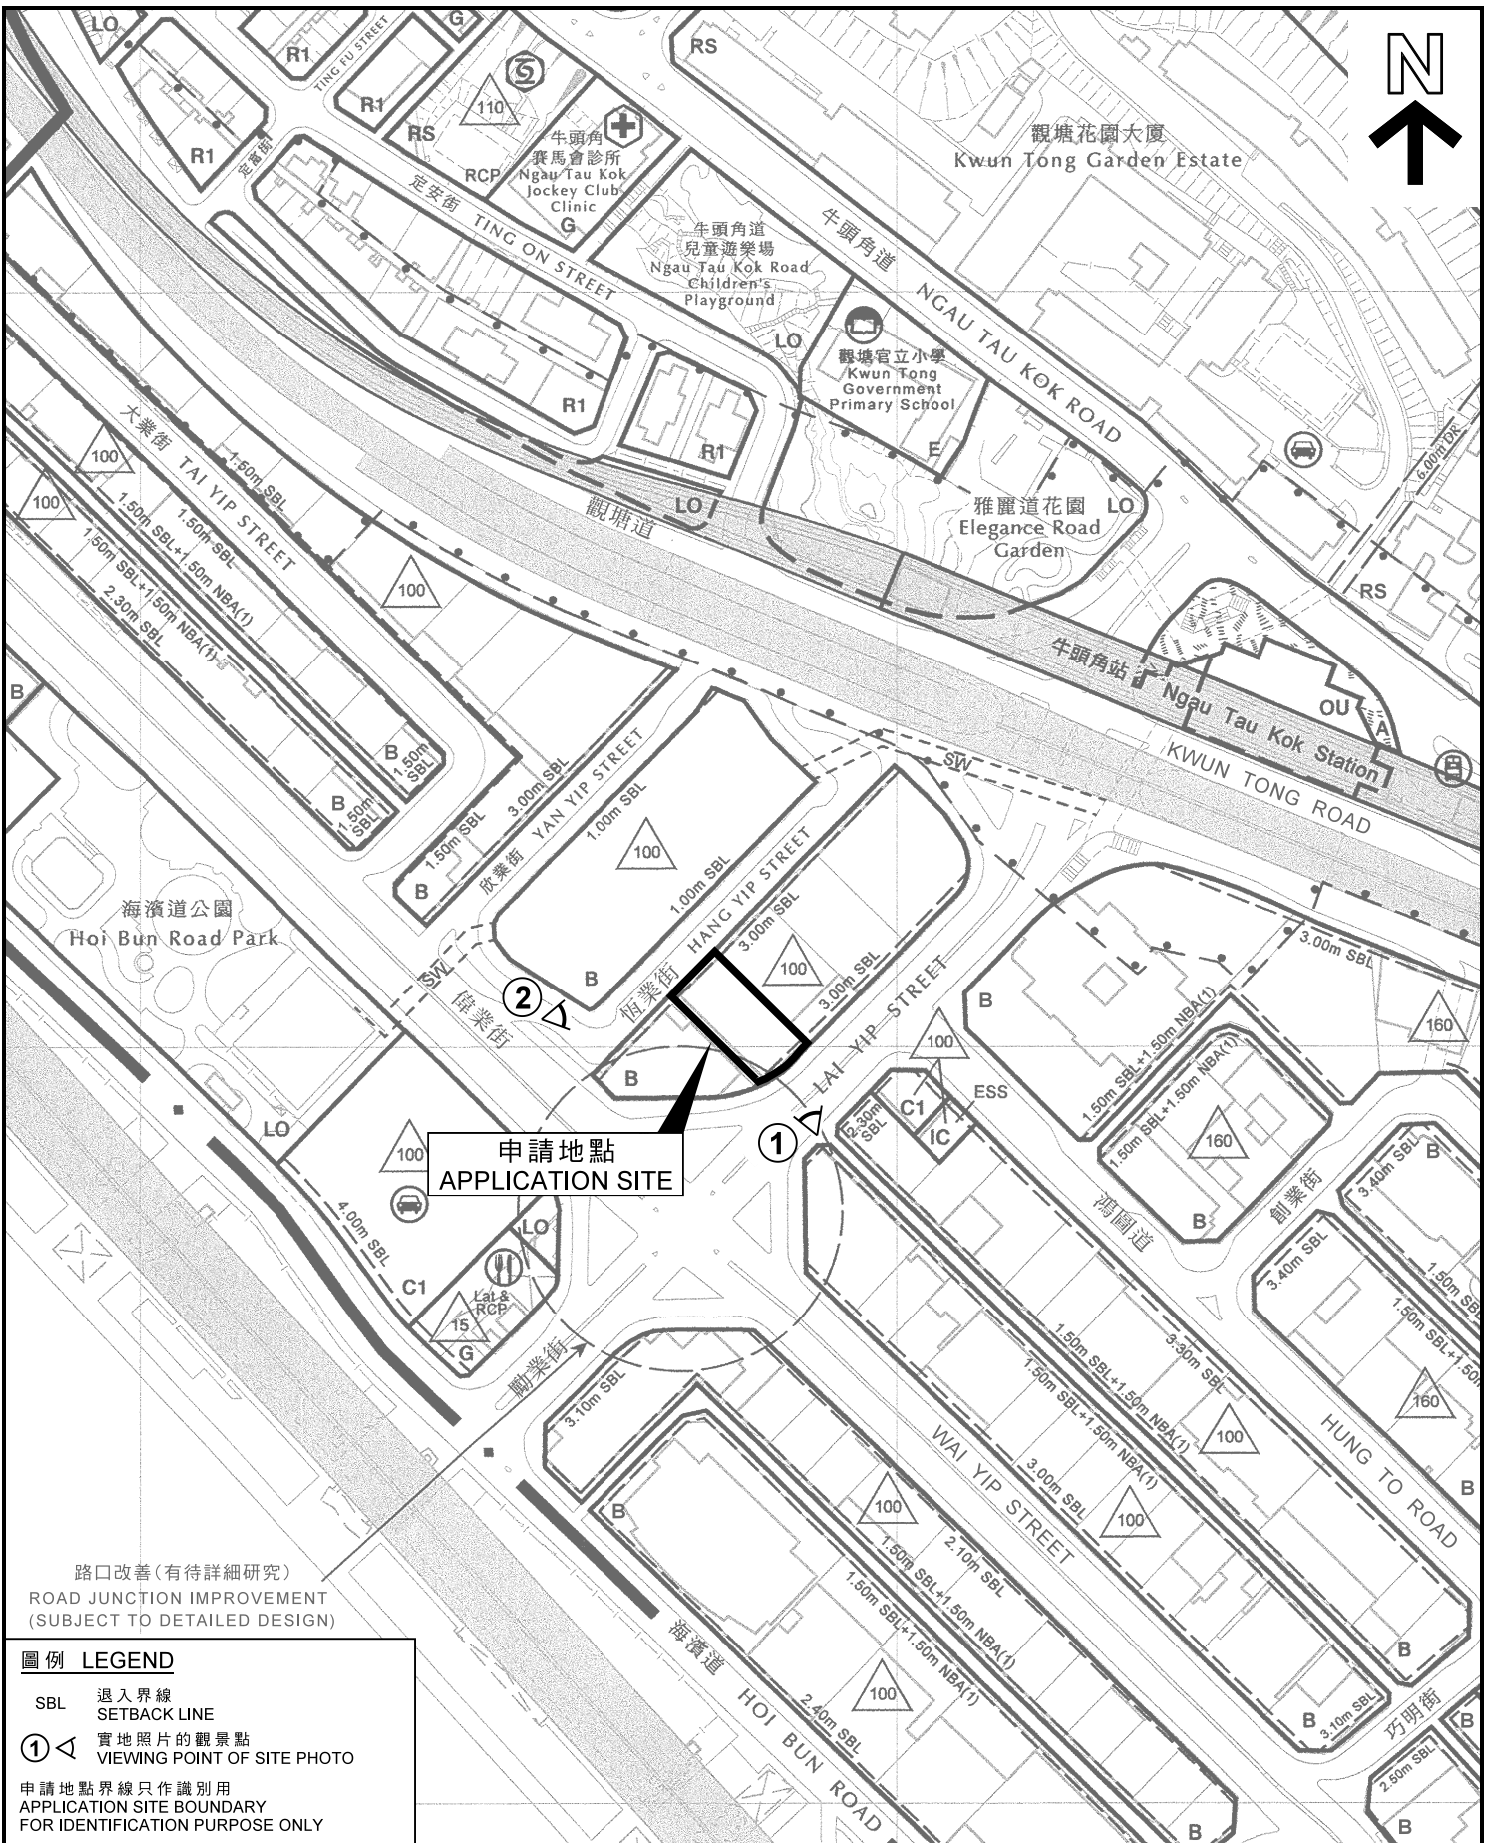 LO
R1
TING FU STREET
G
R1
R1
定富街
RS
110
RCP
牛頭角
賽馬會診所
Ngau Tau Kok
Jockey Club
Clinic
G
RS
N
觀塘花園大廈
Kwun Tong Garden Estate
定安街 TING ON STREET
牛頭角道
兒童遊樂場
Ngau Tau Kok Road
Children's
Playground
LO
牛頭角道 NGAU TAU KOK ROAD
觀塘官立小學
Kwun Tong
Government
Primary School
E
R1
R1
LO
觀塘道
雅麗道花園
Elegance Road
Garden
LO
6.00m DR
RS
大業街 TAI YIP STREET
100
100
1.50m SBL
1.50m SBL
1.50m SBL+1.50m NBA(1)
1.50m SBL+1.50m NBA(1)
2.30m SBL
100
牛頭角站
Ngau Tau Kok Station
OU
A
KWUN TONG ROAD
SW
B
B
1.50m
SBL
B
1.50m
SBL
B
1.50m SBL
3.00m SBL
欣業街 YAN YIP STREET
1.00m SBL
100
1.00m SBL
B
恆業街 HANG YIP STREET
3.00m SBL
100
3.00m SBL
B
海濱道公園
Hoi Bun Road Park
SW
偉業街
2
1
LAI YIP STREET
申請地點
APPLICATION SITE
LO
100
4.00m SBL
C1
LO
Lat &
RCP
15
G
勵業街
100
C1
IC
ESS
2.30m
SBL
B
3.00m SBL
160
1.50m SBL+1.50m NBA(1)
1.50m SBL+1.50m NBA(1)
160
B
鴻圖道
創業街
3.40m SBL
B
3.40m SBL
1.50m SBL
1.50m SBL+1.50m
160
HUNG TO ROAD
B
3.30m SBL
1.50m SBL+1.50m NBA(1)
1.50m SBL+1.50m NBA(1)
100
3.00m SBL
100
WAI YIP STREET
3.10m SBL
B
100
2.10m SBL
1.50m SBL+1.50m NBA(1)
1.50m SBL+1.50m NBA(1)
100
2.40m SBL
海濱道
HOI BUN ROAD
B
B
3.10m SBL
巧明街
B
2.50m SBL
B
B
路口改善(有待詳細研究)
ROAD JUNCTION IMPROVEMENT
(SUBJECT TO DETAILED DESIGN)
圖例 LEGEND
SBL 退入界線
SETBACK LINE
1 實地照片的觀景點
VIEWING POINT OF SITE PHOTO
申請地點界線只作識別用
APPLICATION SITE BOUNDARY
FOR IDENTIFICATION PURPOSE ONLY